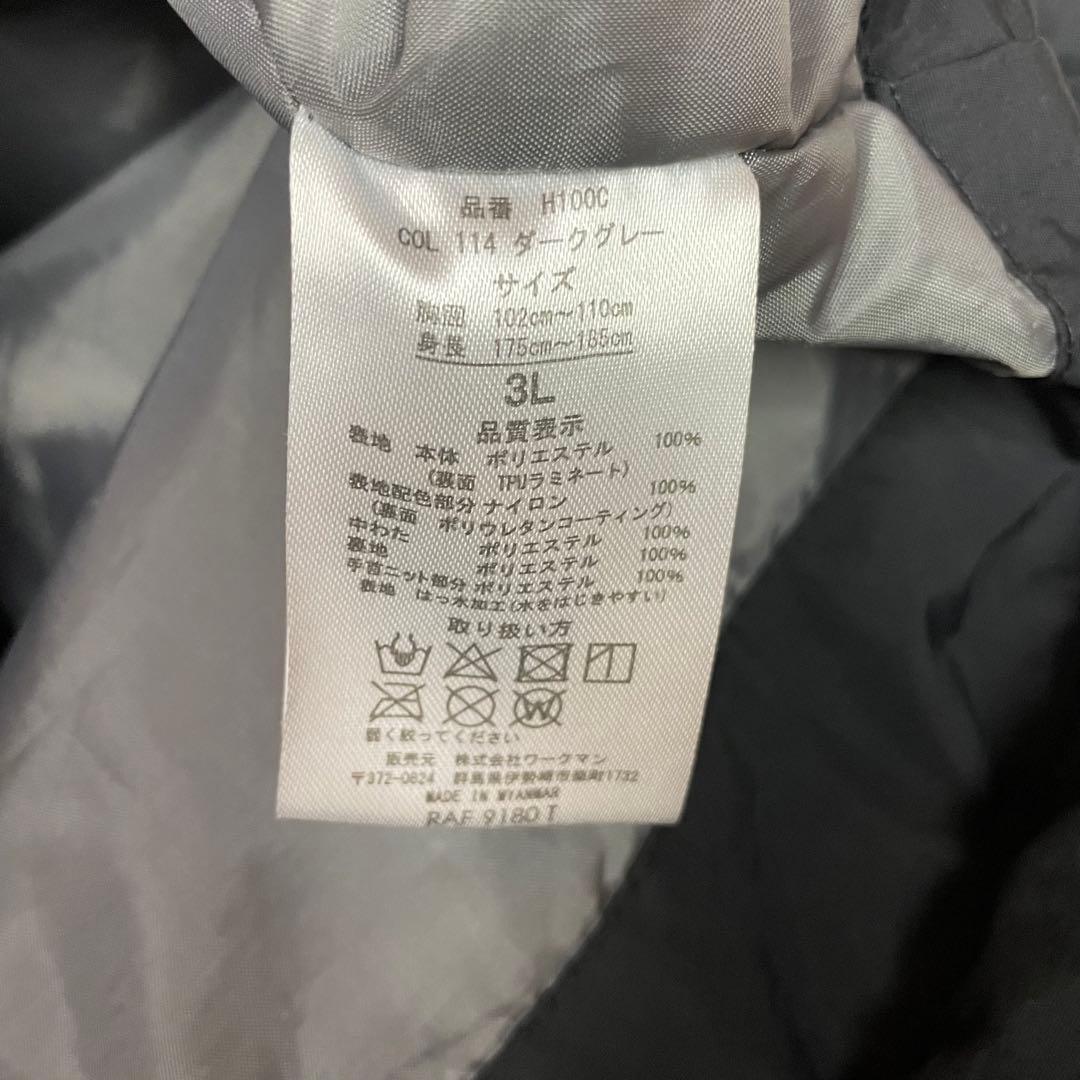 品番 H100C
COL 114 ダークグレー
サイズ
胸囲 102cm～110cm
身長 175cm～185cm
3L
品質表示
表地 本体 ポリエステル 100%
(裏面 TPUラミネート)
表地配色部分 ナイロン 100%
(裏面 ポリウレタンコーティング)
中わた ポリエステル 100%
裏地 ポリエステル 100%
手首ニット部分 ポリエステル 100%
表地 はっ水加工(水をはじきやすい)
取り扱い方
W
弱く絞ってください
販売元 株式会社ワークマン
〒372-0824 群馬県伊勢崎市柴町1732
MADE IN MYANMAR
RAF 9180T